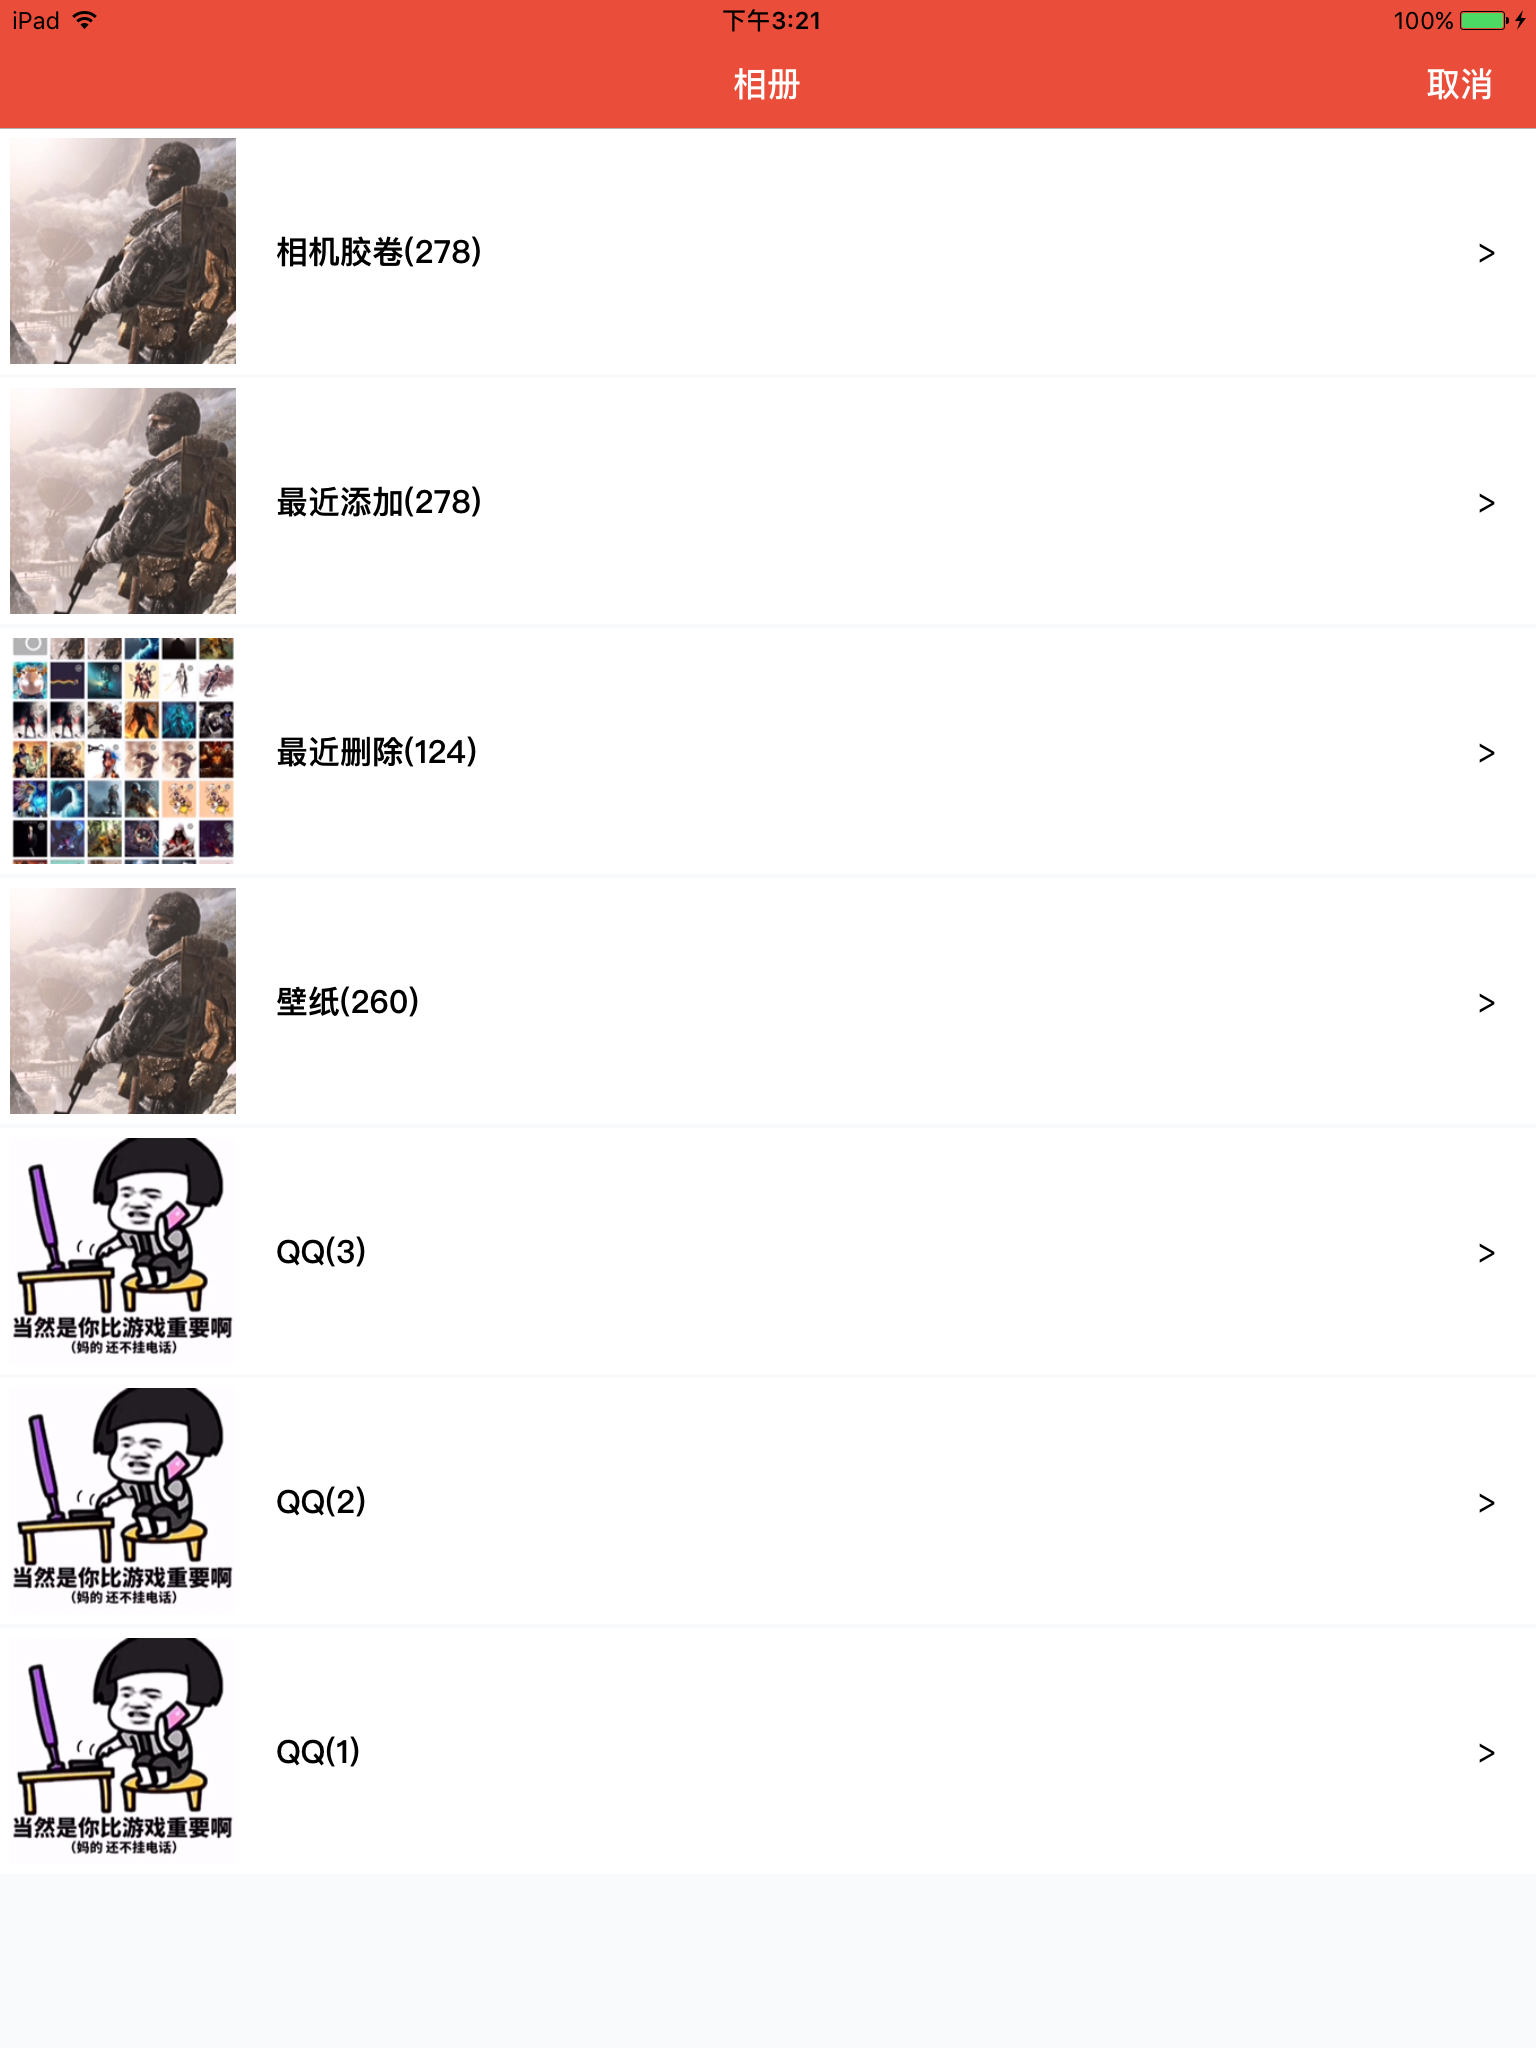 iPad 下午3:21 100%
相册 取消
相机胶卷(278) >
最近添加(278) >
最近删除(124) >
壁纸(260) >
QQ(3) >
当然是你比游戏重要啊
(妈的 还不挂电话)
QQ(2) >
当然是你比游戏重要啊
(妈的 还不挂电话)
QQ(1) >
当然是你比游戏重要啊
(妈的 还不挂电话)